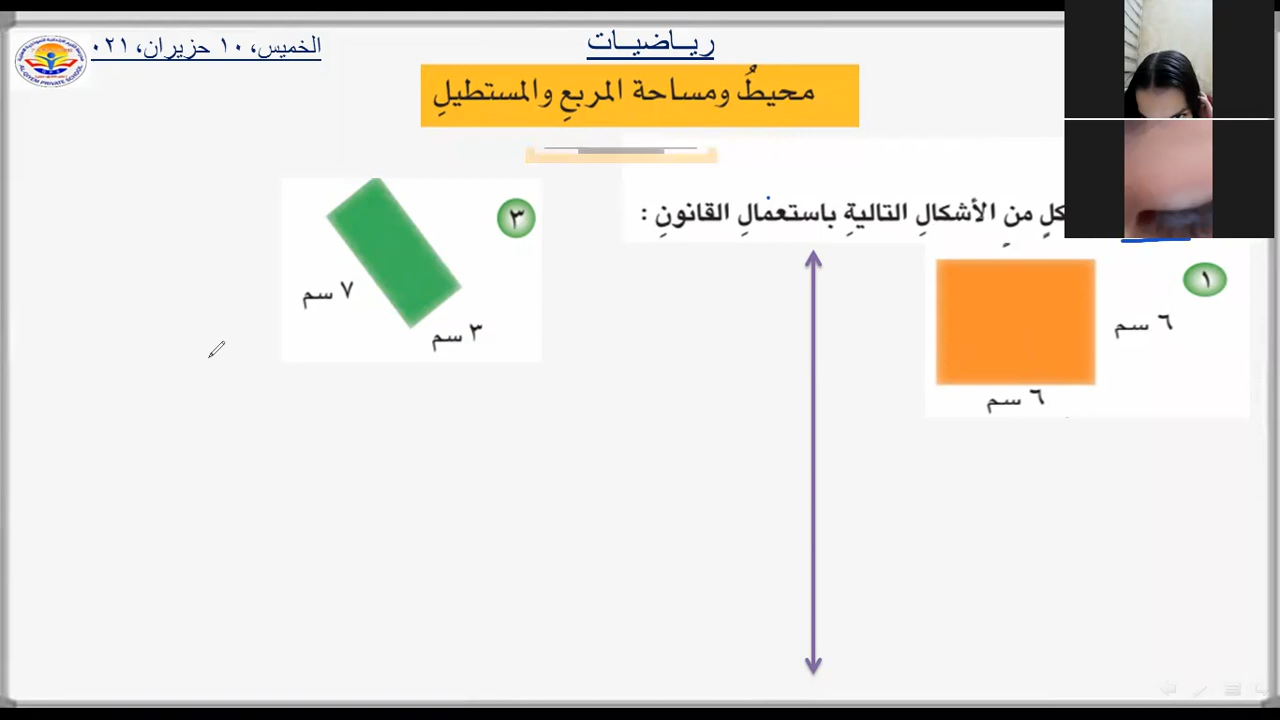 رياضيات
الخميس، ١٠ حزيران، ٠٢١
محيطُ ومساحة المربعِ والمستطيلِ
كلٍ منِ الأشكالِ التاليةِ باستعمالِ القانونِ :
١
٦ سم
٦ سم
٣
٧ سم
٣ سم